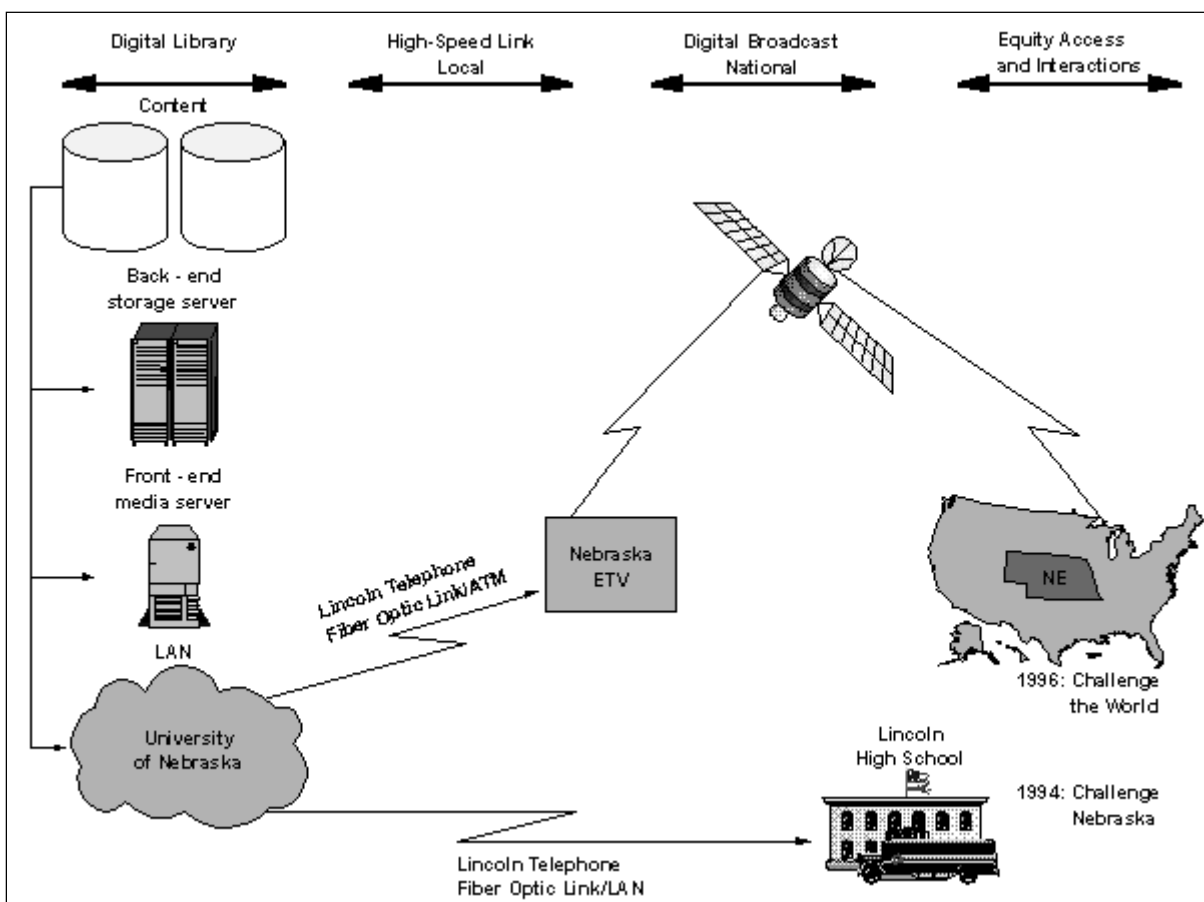 Digital Library
High-Speed Link
Local
Digital Broadcast
National
Equity Access
and Interactions
Content
Back - end
storage server
Front - end
media server
LAN
University
of Nebraska
Lincoln Telephone
Fiber Optic Link/ATM
Nebraska
ETV
NE
1996: Challenge
the World
Lincoln
High School
1994: Challenge
Nebraska
Lincoln Telephone
Fiber Optic Link/LAN